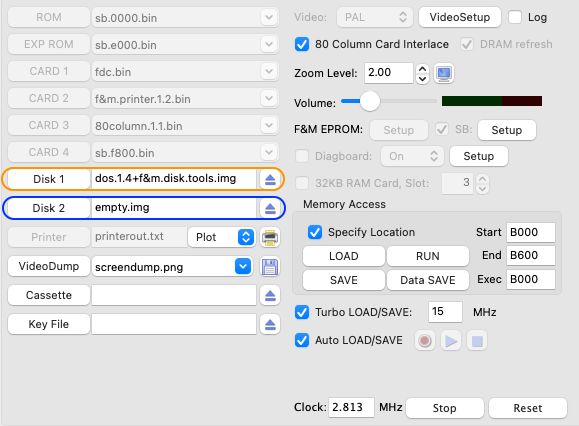 ROM sb.0000.bin
EXP ROM sb.e000.bin
CARD 1 fdc.bin
CARD 2 f&m.printer.1.2.bin
CARD 3 80column.1.1.bin
CARD 4 sb.f800.bin
Disk 1 dos.1.4+f&m.disk.tools.img
Disk 2 empty.img
Printer printerout.txt Plot
VideoDump screendump.png
Cassette
Key File
Video: PAL VideoSetup Log
80 Column Card Interlace DRAM refresh
Zoom Level: 2.00
Volume:
F&M EPROM: Setup SB: Setup
Diagboard: On Setup
32KB RAM Card, Slot: 3
Memory Access
Specify Location Start B000
LOAD RUN End B600
SAVE Data SAVE Exec B000
Turbo LOAD/SAVE: 15 MHz
Auto LOAD/SAVE
Clock: 2.813 MHz Stop Reset